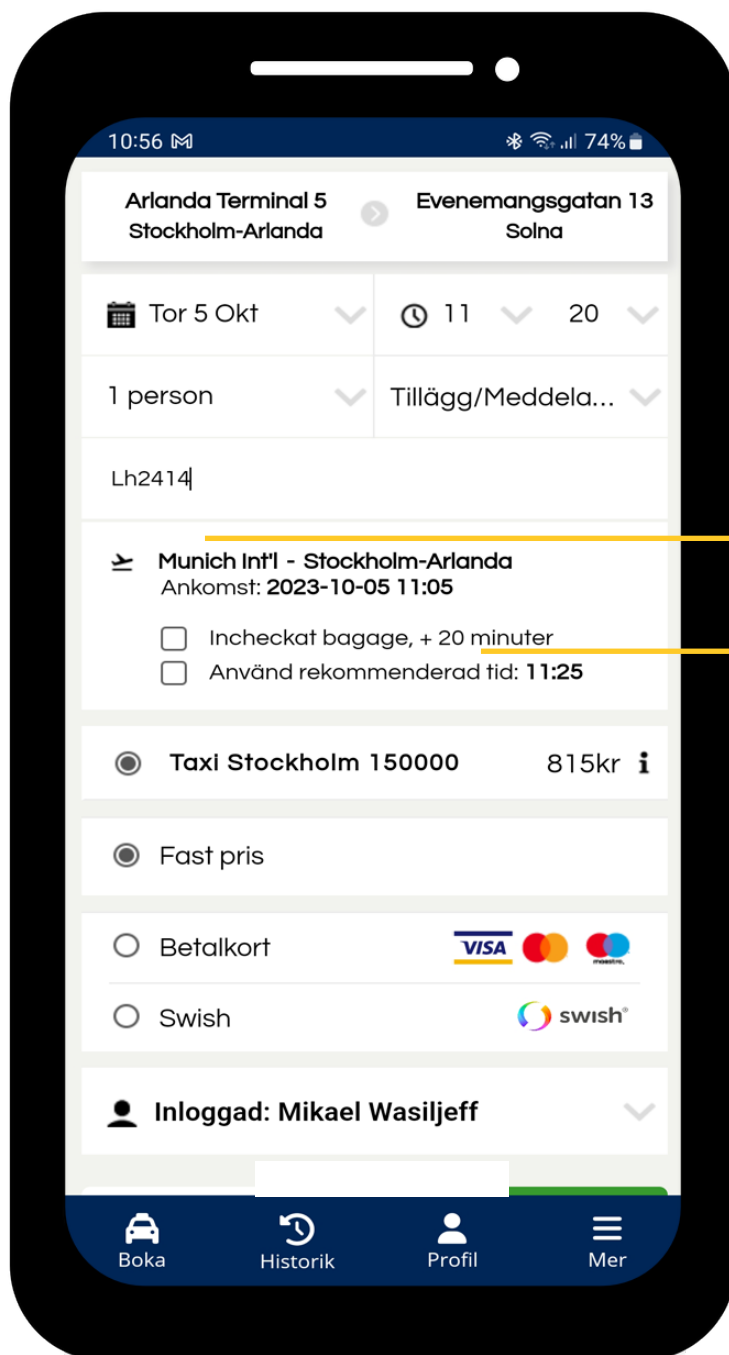 10:56 74%
Arlanda Terminal 5 Evenemangsgatan 13
Stockholm-Arlanda Solna
Tor 5 Okt 11 20
1 person Tillägg/Meddela...
Lh2414
Munich Int'l - Stockholm-Arlanda
Ankomst: 2023-10-05 11:05
Incheckat bagage, + 20 minuter
Använd rekommenderad tid: 11:25
Taxi Stockholm 150000 815kr i
Fast pris
Betalkort VISA maestro.
Swish swish®
Inloggad: Mikael Wasiljeff
Boka Historik Profil Mer